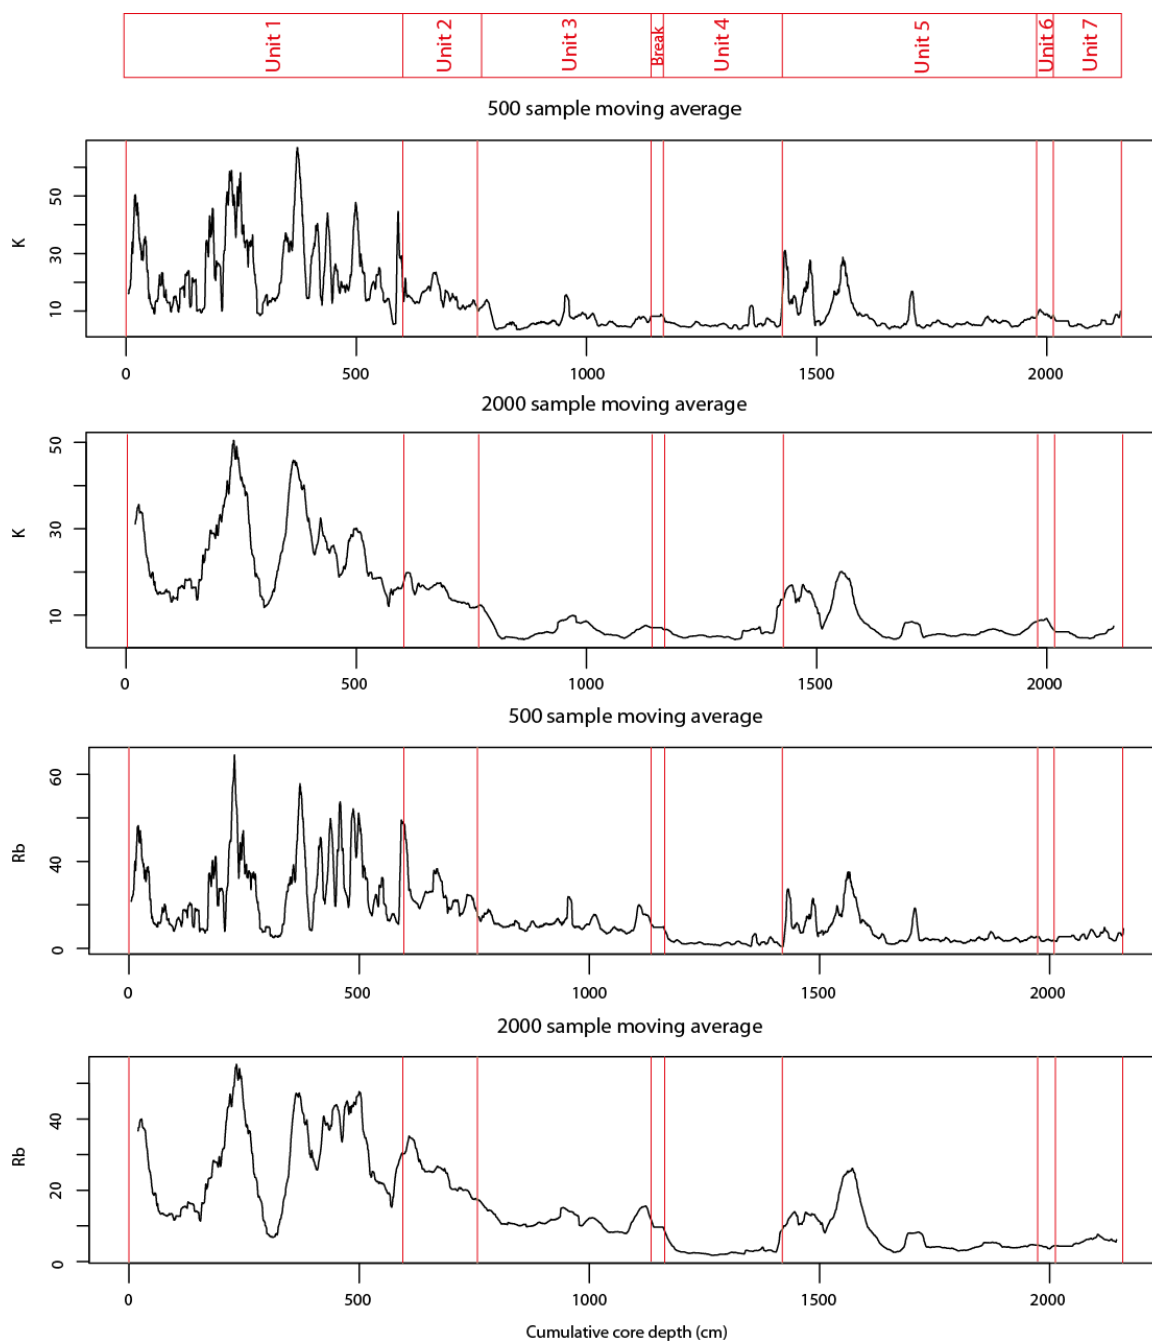 Unit 1 Unit 2 Unit 3 Break Unit 4 Unit 5 Unit 6 Unit 7
500 sample moving average
K
50
30
10
0 500 1000 1500 2000
2000 sample moving average
K
50
30
10
0 500 1000 1500 2000
500 sample moving average
Rb
60
40
20
0
0 500 1000 1500 2000
2000 sample moving average
Rb
40
20
0
0 500 1000 1500 2000
Cumulative core depth (cm)